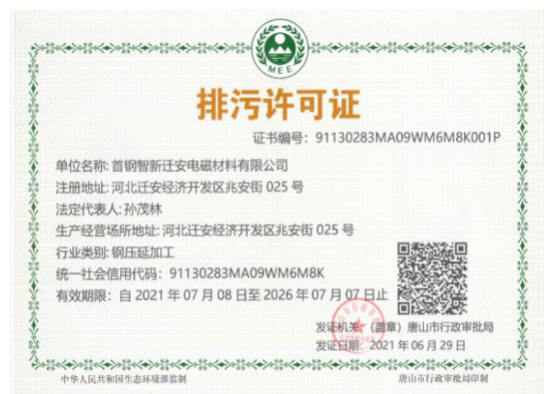 MEE
排污许可证
证书编号：91130283MA09WM6M8K001P
单位名称:首钢智新迁安电磁材料有限公司
注册地址:河北迁安经济开发区兆安街 025 号
法定代表人:孙茂林
生产经营场所地址:河北迁安经济开发区兆安街 025 号
行业类别:钢压延加工
统一社会信用代码：91130283MA09WM6M8K
有效期限：自 2021 年 07 月 08 日至 2026 年 07 月 07 日止
发证机关：（盖章）唐山市行政审批局
发证日期：2021 年 06 月 29 日
中华人民共和国生态环境部监制
唐山市行政审批局印制